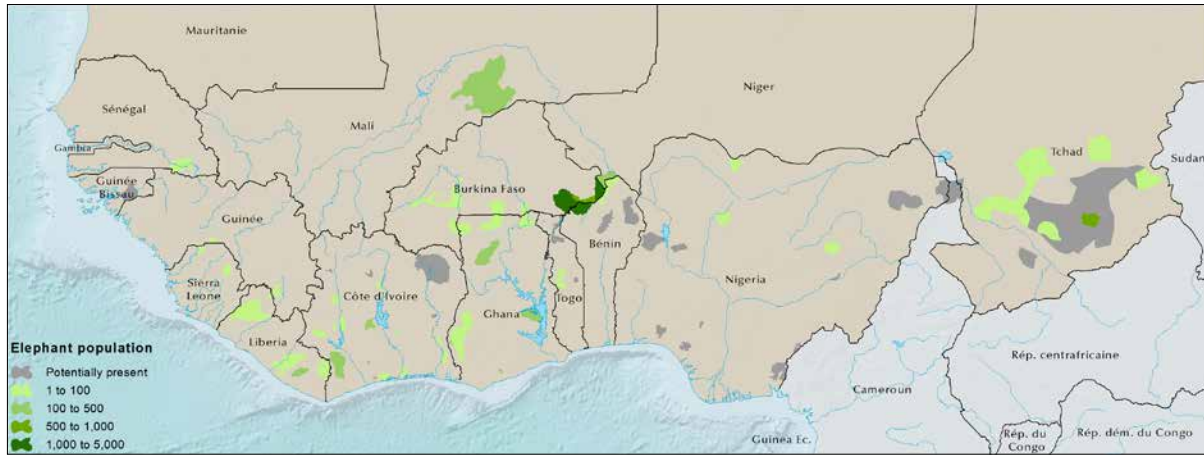 Mauritanie
Sénégal
Mali
Niger
Tchad
Sudan
Gambia
Guinée
Bissau
Guinée
Burkina Faso
Bénin
Nigeria
Sierra
Leone
Côte d'Ivoire
Ghana
Togo
Liberia
Cameroun
Rép. centrafricaine
Guinea Ec.
Rép. du
Congo
Rép. dém. du Congo
Elephant population
Potentially present
1 to 100
100 to 500
500 to 1,000
1,000 to 5,000